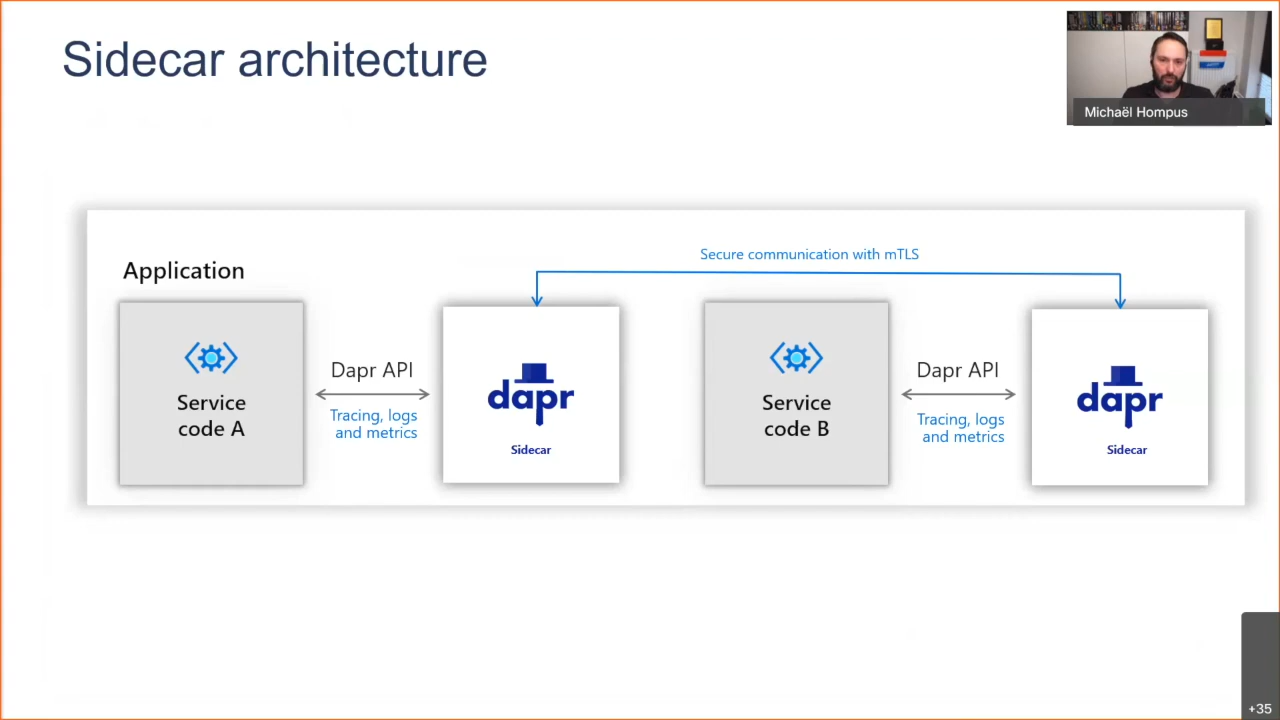 Sidecar architecture
Michaël Hompus
Secure communication with mTLS
Application
Service
code A
Dapr API
Tracing, logs
and metrics
dapr
Sidecar
Service
code B
Dapr API
Tracing, logs
and metrics
dapr
Sidecar
+35